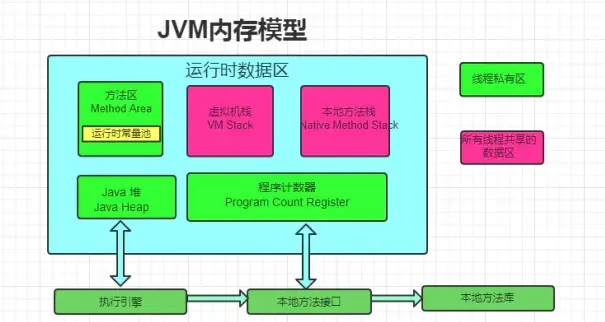 JVM内存模型
运行时数据区
方法区
Method Area
运行时常量池
虚拟机栈
VM Stack
本地方法栈
Native Method Stack
线程私有区
所有线程共享的
数据区
Java 堆
Java Heap
程序计数器
Program Count Register
执行引擎
本地方法接口
本地方法库